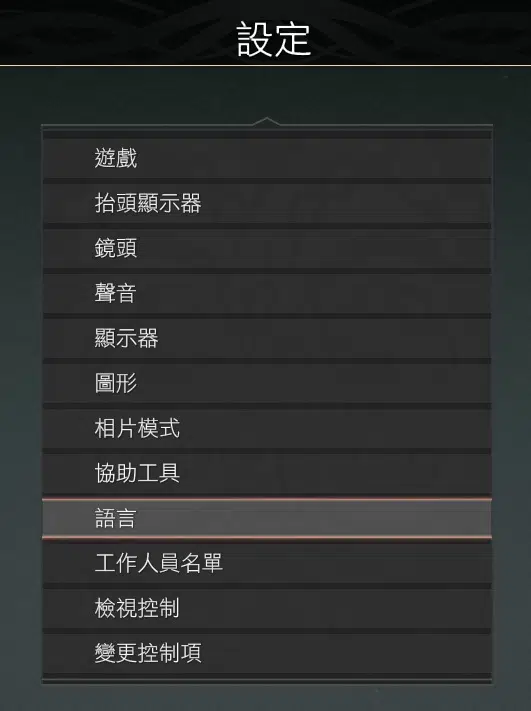 設定
遊戲
抬頭顯示器
鏡頭
聲音
顯示器
圖形
相片模式
協助工具
語言
工作人員名單
檢視控制
變更控制項